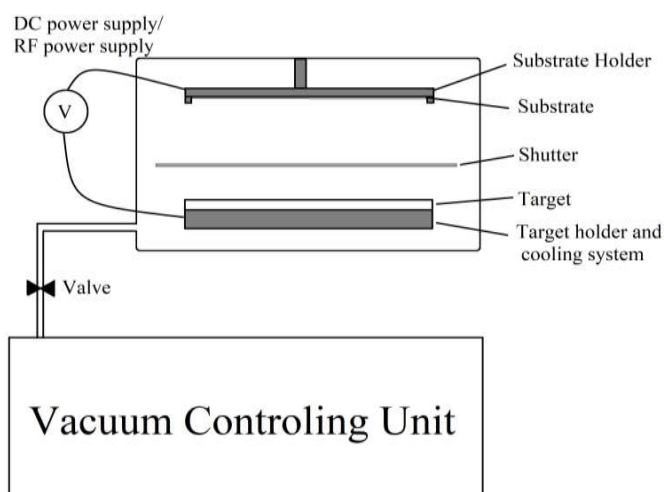 DC power supply/
RF power supply
V
Substrate Holder
Substrate
Shutter
Target
Target holder and
cooling system
Valve
Vacuum Controling Unit